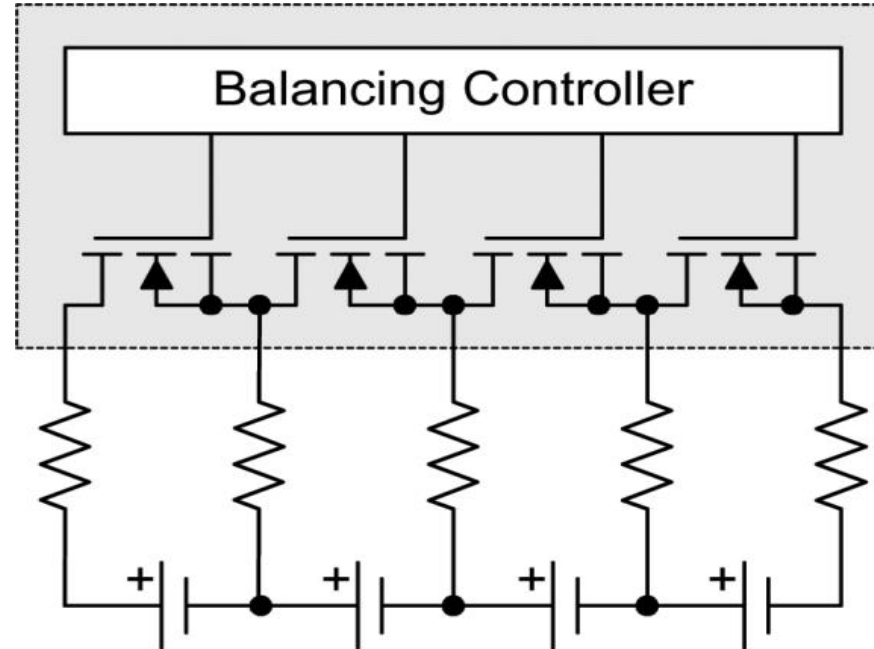 Balancing Controller
+ + + +